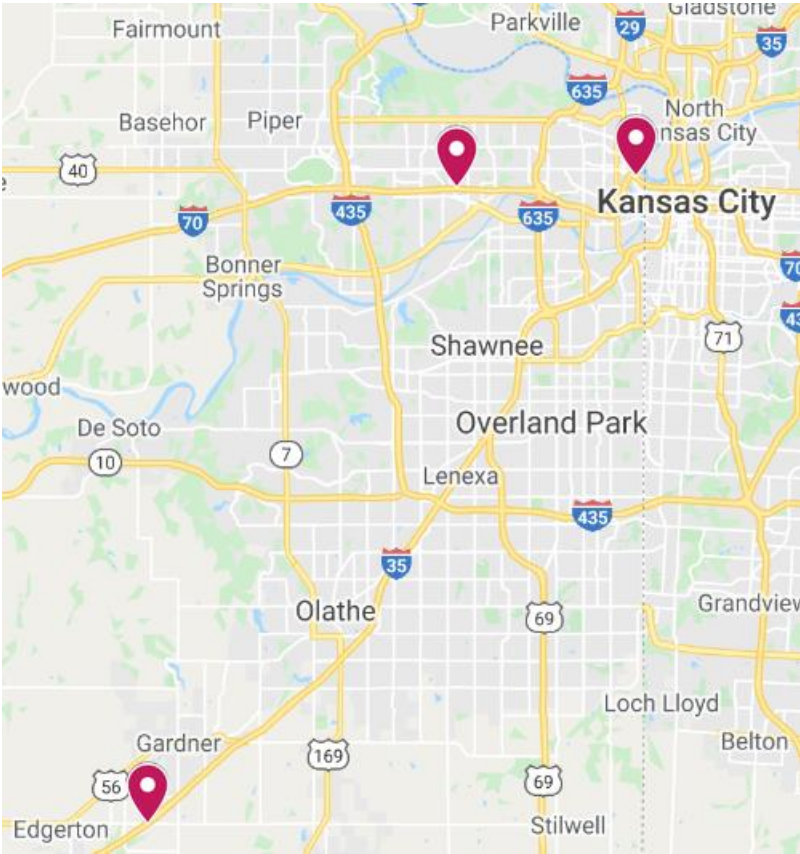 Gladstone
Parkville
29
Fairmount
35
635
North
nsas City
Basehor
Piper
40
Kansas City
435
635
70
70
Bonner
Springs
43
71
Shawnee
wood
Overland Park
De Soto
7
10
Lenexa
435
35
Olathe
69
Grandview
Loch Lloyd
Gardner
Belton
169
56
69
Edgerton
Stilwell